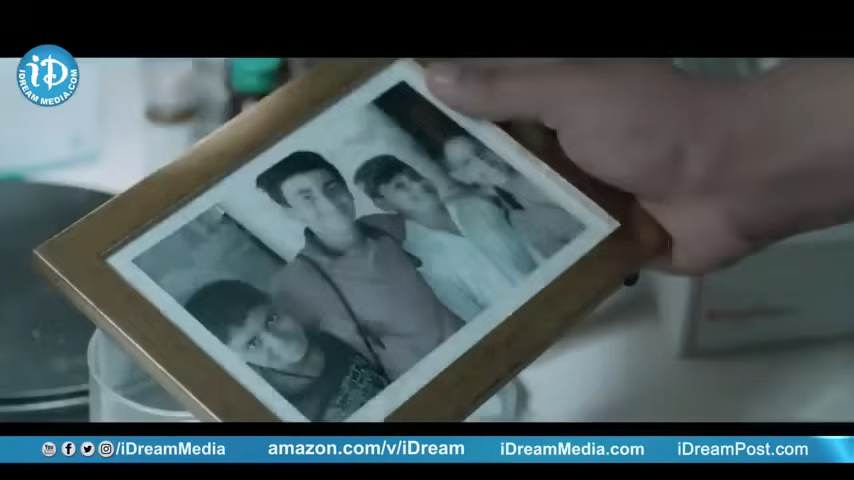 iD
iDREAM MEDIA.COM
/iDreamMedia
amazon.com/v/iDream
iDreamMedia.com
iDreamPost.com